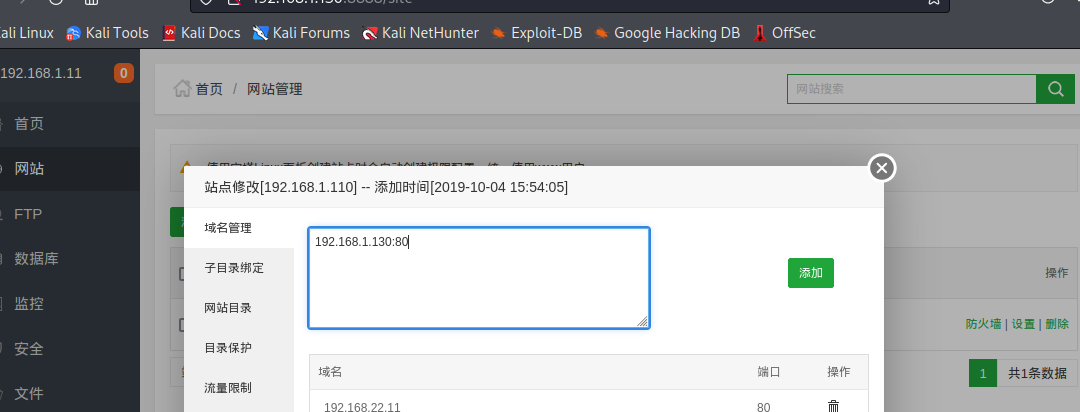 ali Linux Kali Tools Kali Docs Kali Forums Kali NetHunter Exploit-DB Google Hacking DB OffSec
192.168.1.11 0
首页 / 网站管理 网站搜索
首页
网站
FTP
数据库
监控
安全
文件
站点修改[192.168.1.110] -- 添加时间[2019-10-04 15:54:05]
域名管理
子目录绑定
网站目录
目录保护
流量限制
192.168.1.130:80
添加
域名 端口 操作
192.168.22.11 80
操作
防火墙 | 设置 | 删除
1 共1条数据